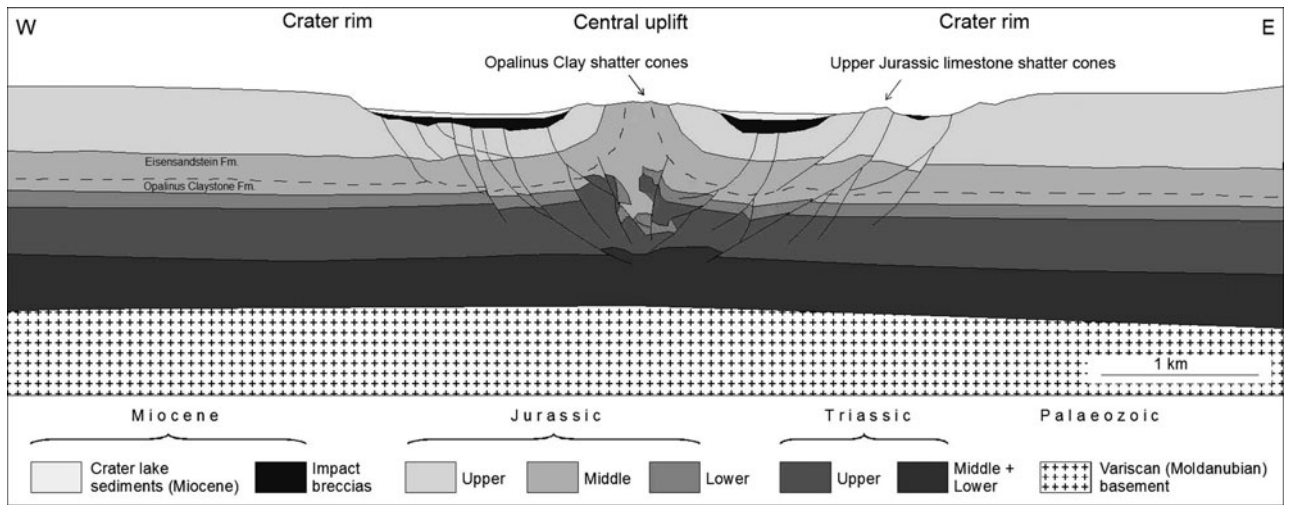 W Crater rim Central uplift Crater rim E
Opalinus Clay shatter cones
Upper Jurassic limestone shatter cones
Eisensandstein Fm.
Opalinus Claystone Fm.
1 km
Miocene Jurassic Triassic Palaeozoic
Crater lake
sediments (Miocene)
Impact
breccias
Upper
Middle
Lower
Upper
Middle +
Lower
Variscan (Moldanubian)
basement